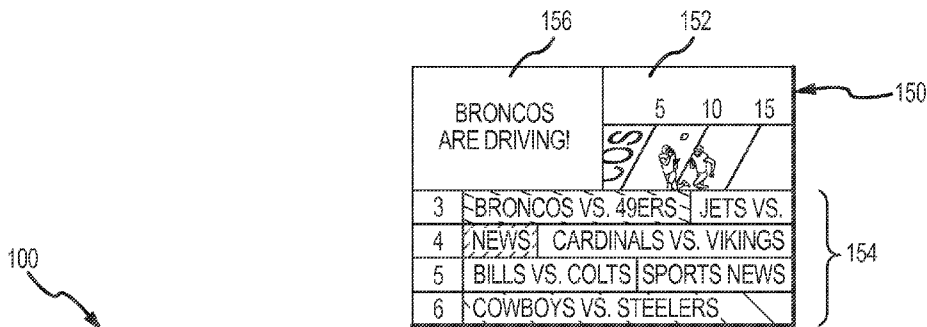 156
152
150
BRONCOS
ARE DRIVING!
5 10 15
COS
3 BRONCOS VS. 49ERS JETS VS.
4 NEWS CARDINALS VS. VIKINGS
154
5 BILLS VS. COLTS SPORTS NEWS
6 COWBOYS VS. STEELERS
100